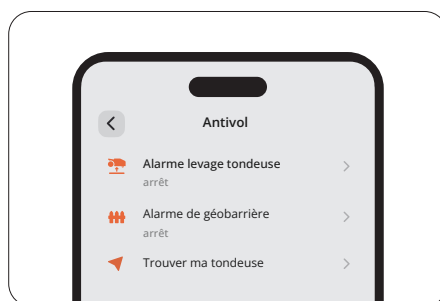 Antivol
Alarme levage tondeuse
arrêt
Alarme de géobarrière
arrêt
Trouver ma tondeuse